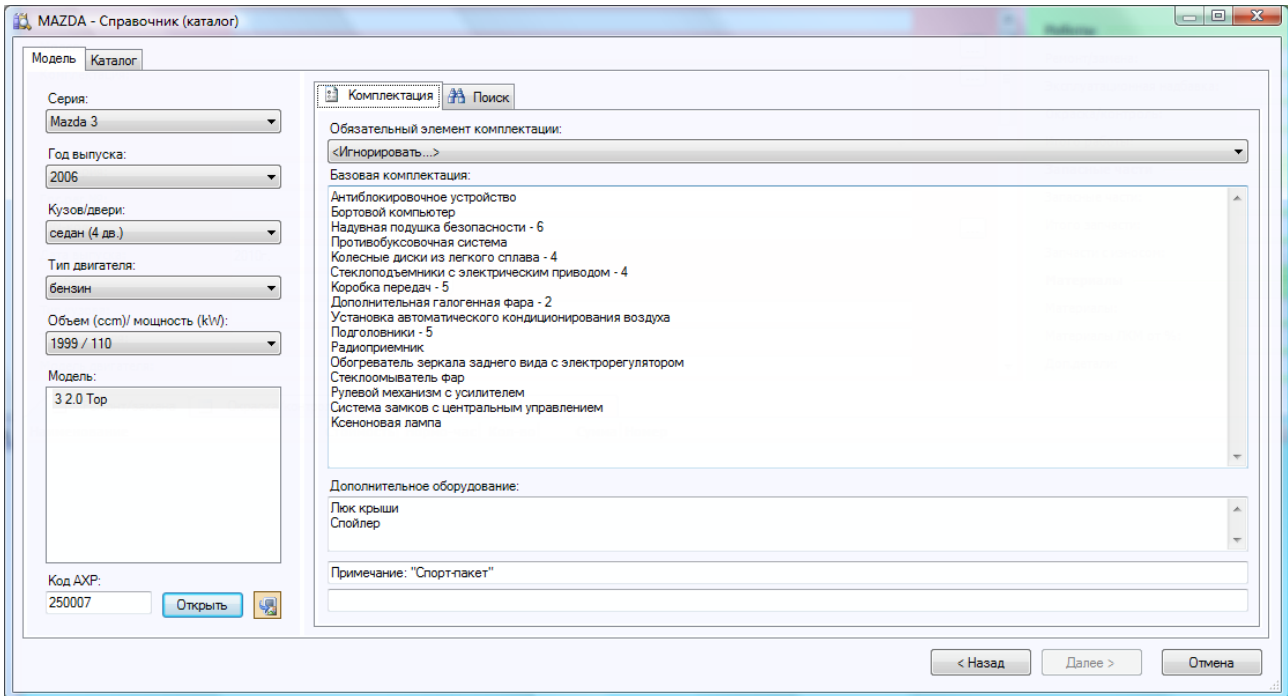 MAZDA - Справочник (каталог)
Модель
Каталог
Серия:
Mazda 3
Год выпуска:
2006
Кузов/двери:
седан (4 дв.)
Тип двигателя:
бензин
Объем (ccm)/ мощность (kW):
1999 / 110
Модель:
3 2.0 Top
Код AXP:
250007
Открыть
Комплектация
Поиск
Обязательный элемент комплектации:
<Игнорировать...>
Базовая комплектация:
Антиблокировочное устройство
Бортовой компьютер
Надувная подушка безопасности - 6
Противобуксовочная система
Колесные диски из легкого сплава - 4
Стеклоподъемники с электрическим приводом - 4
Коробка передач - 5
Дополнительная галогенная фара - 2
Установка автоматического кондиционирования воздуха
Подголовники - 5
Радиоприемник
Обогреватель зеркала заднего вида с электрорегулятором
Стеклоомыватель фар
Рулевой механизм с усилителем
Система замков с центральным управлением
Ксеноновая лампа
Дополнительное оборудование:
Люк крыши
Спойлер
Примечание: "Спорт-пакет"
< Назад
Далее >
Отмена